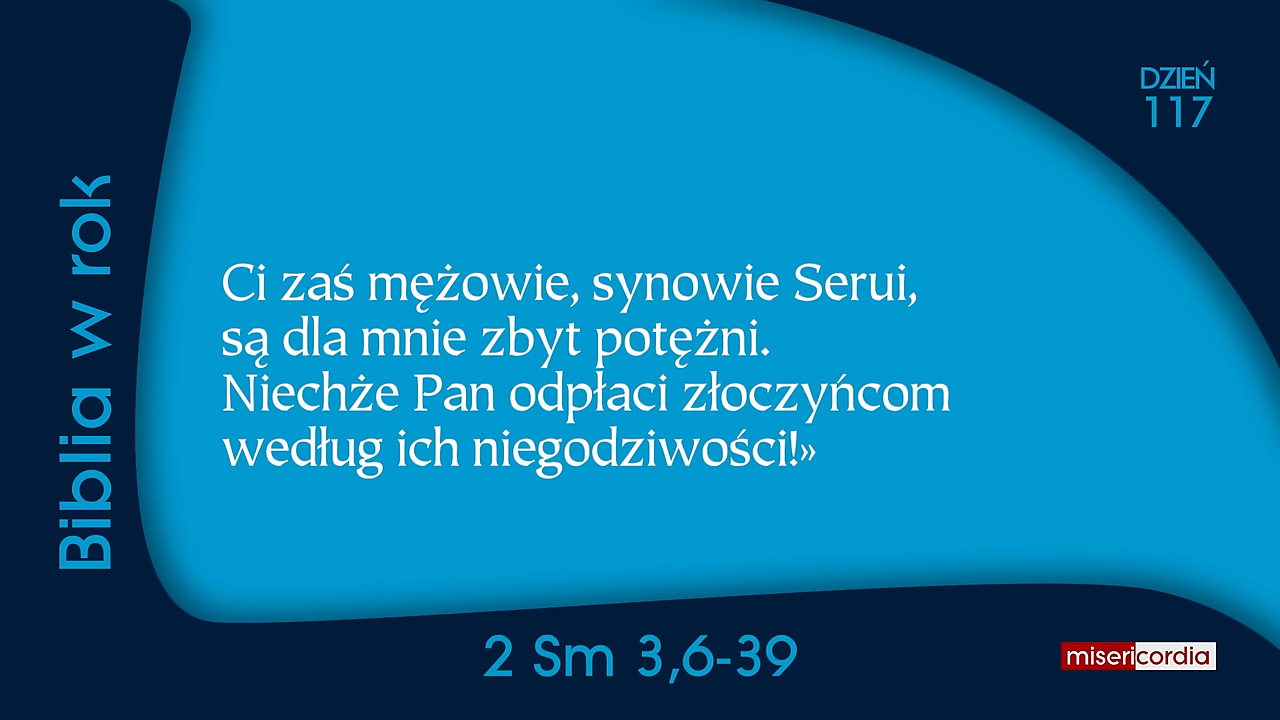 DZIEŃ
117
Biblia w rok
Ci zaś mężowie, synowie Serui,
są dla mnie zbyt potężni.
Niechże Pan odpłaci złoczyńcom
według ich niegodziwości!»
2 Sm 3,6-39
misericordia